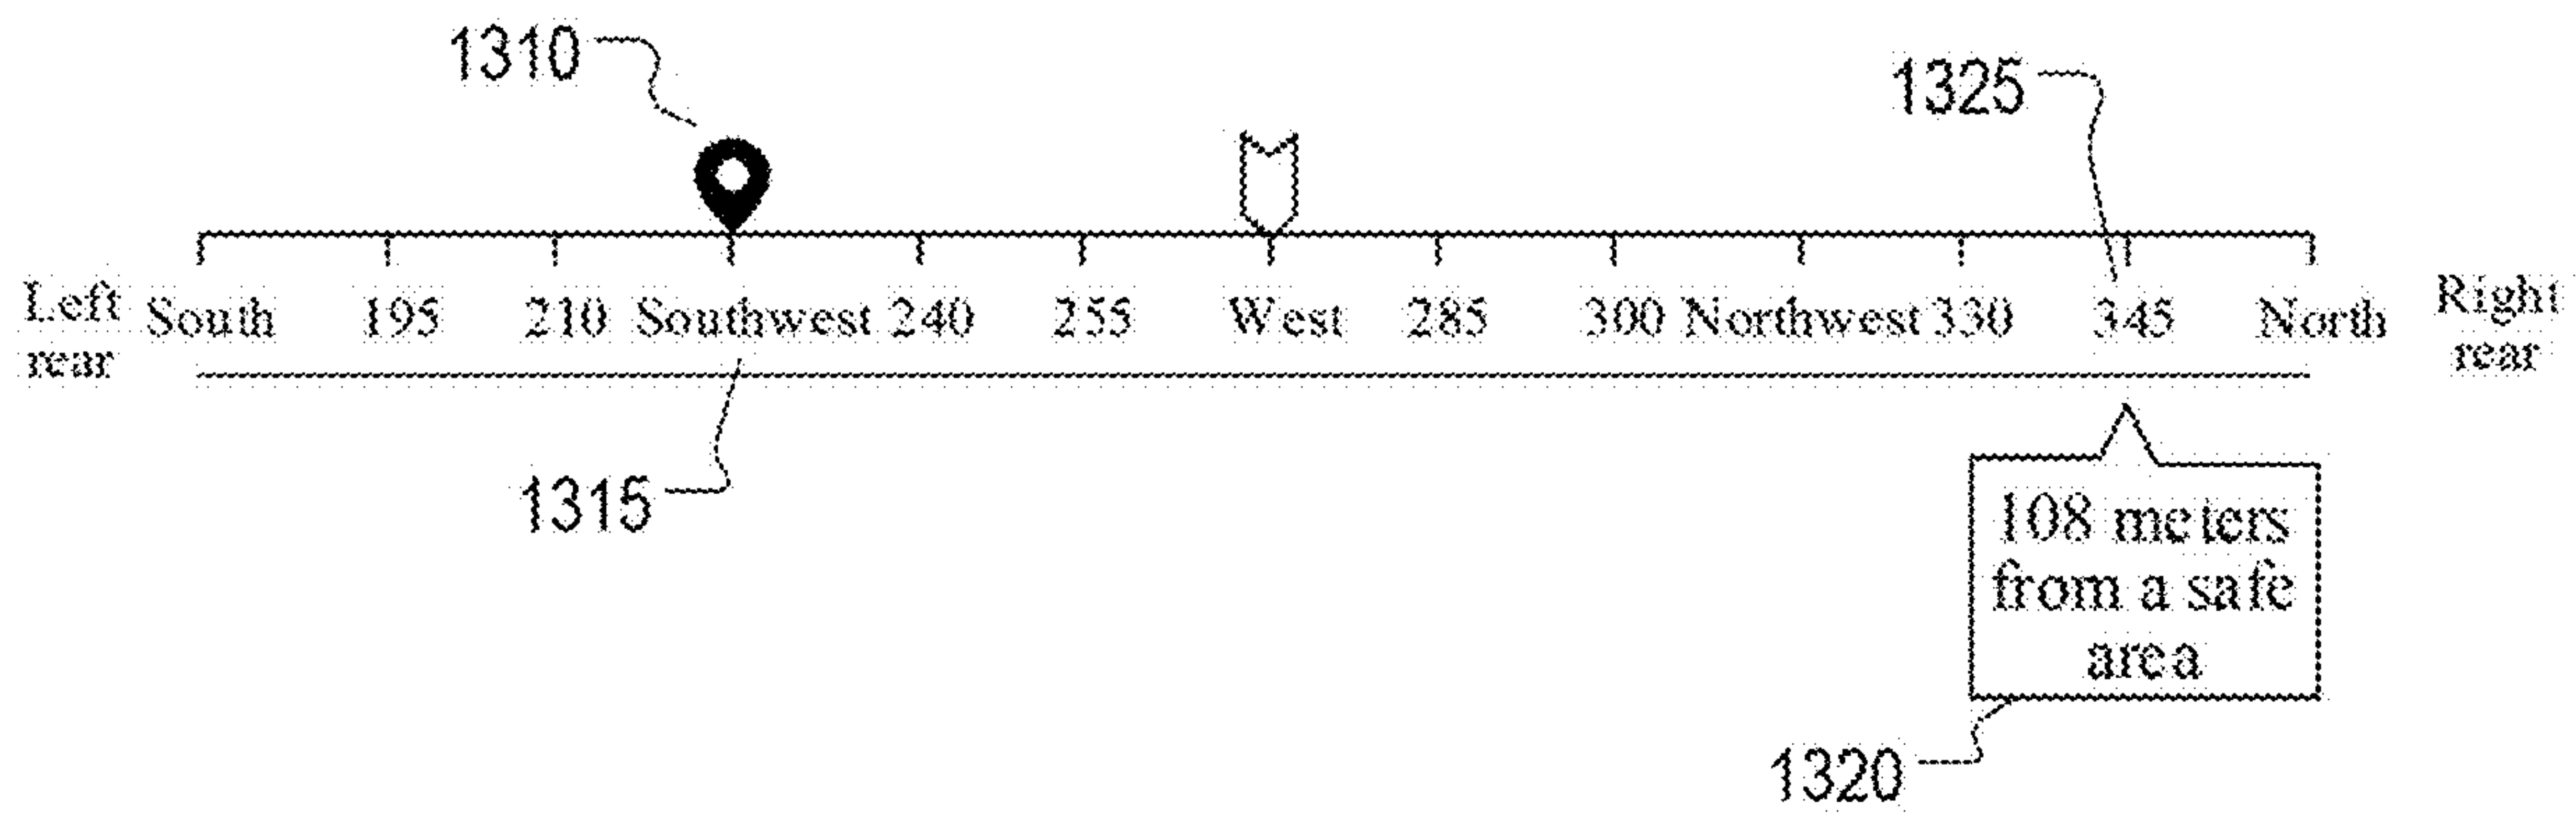 1310
1325
Left
rear
South 195 210 Southwest 240 255 West 285 300 Northwest 330 345 North
Right
rear
1315
108 meters
from a safe
area
1320